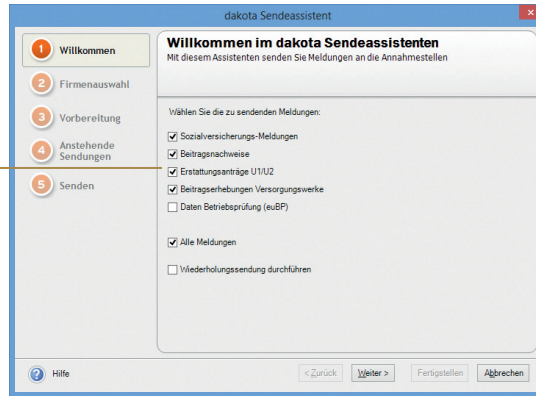 dakota Sendeassistent
1 Willkommen
2 Firmenauswahl
3 Vorbereitung
4 Anstehende
Sendungen
5 Senden
Willkommen im dakota Sendeassistenten
Mit diesem Assistenten senden Sie Meldungen an die Annahmestellen
Wählen Sie die zu sendenden Meldungen:
Sozialversicherungs-Meldungen
Beitragsnachweise
Erstattungsanträge U1/U2
Beitragserhebungen Versorgungswerke
Daten Betriebsprüfung (euBP)
Alle Meldungen
Wiederholungssendung durchführen
? Hilfe
< Zurück Weiter > Fertigstellen Abbrechen